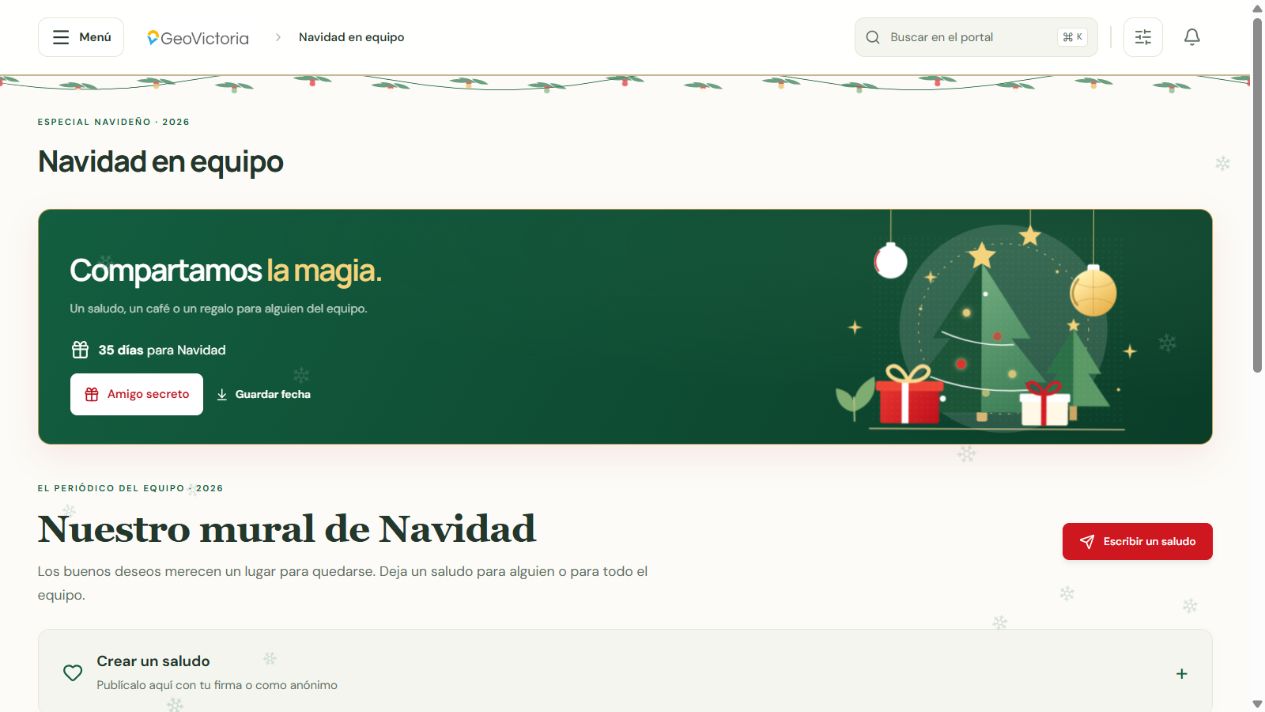 Menú
GeoVictoria
Navidad en equipo
Buscar en el portal
⌘ K
ESPECIAL NAVIDEÑO · 2026
Navidad en equipo
Compartamos la magia.
Un saludo, un café o un regalo para alguien del equipo.
35 días para Navidad
Amigo secreto
Guardar fecha
EL PERIÓDICO DEL EQUIPO · 2026
Nuestro mural de Navidad
Escribir un saludo
Los buenos deseos merecen un lugar para quedarse. Deja un saludo para alguien o para todo el
equipo.
Crear un saludo
Publícalo aquí con tu firma o como anónimo